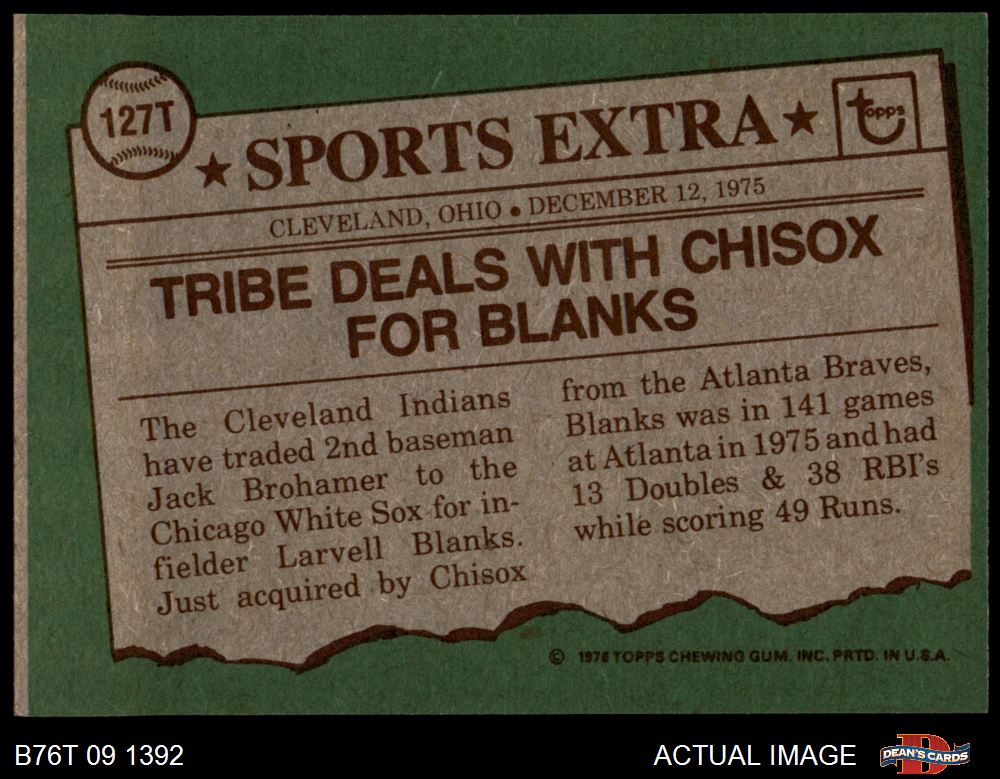 127T
★ SPORTS EXTRA ★
topps
CLEVELAND, OHIO • DECEMBER 12, 1975
TRIBE DEALS WITH CHISOX
FOR BLANKS
The Cleveland Indians
have traded 2nd baseman
Jack Brohamer to the
Chicago White Sox for in-
fielder Larvell Blanks.
Just acquired by Chisox
from the Atlanta Braves,
Blanks was in 141 games
at Atlanta in 1975 and had
13 Doubles & 38 RBI's
while scoring 49 Runs.
© 1976 TOPPS CHEWING GUM, INC. PRTD. IN U.S.A.
B76T 09 1392
ACTUAL IMAGE
DEAN'S CARDS